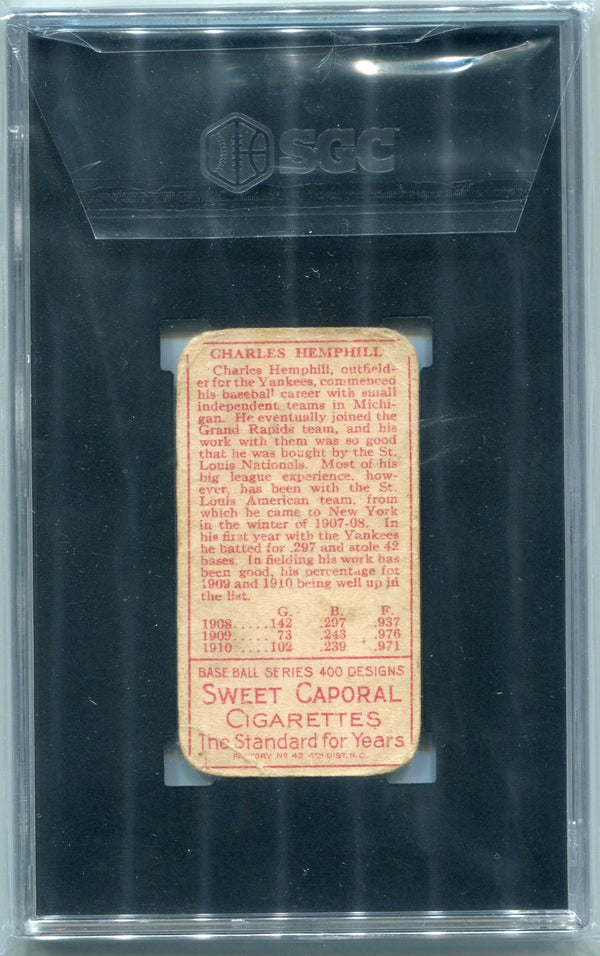 SGC
CHARLES HEMPHILL
Charles Hemphill, outfield-
er for the Yankees, commenced
his basebal' career with small
independent teams in Michi-
gan. He eventually joined the
Grand Rapids team, and his
work with them was so good
that he was bought by the St.
Louis Nationals. Most of his
big league experience, how-
ever, has been with the St.
Louis American team, from
which he came to New York
in the winter of 1907-08. In
his first year with the Yankees
he batted for .297 and stole 42
bases. In fielding his work has
been good, his percentage for
1909 and 1910 being well up in
the list.
G. B. F.
1908.....142 .297 .937
1909..... 73 .243 .976
1910.....102 .239 .971
BASE BALL SERIES 400 DESIGNS
SWEET CAPORAL
CIGARETTES
The Standard for Years
FACTORY NO 42 4TH DIST. N.C.